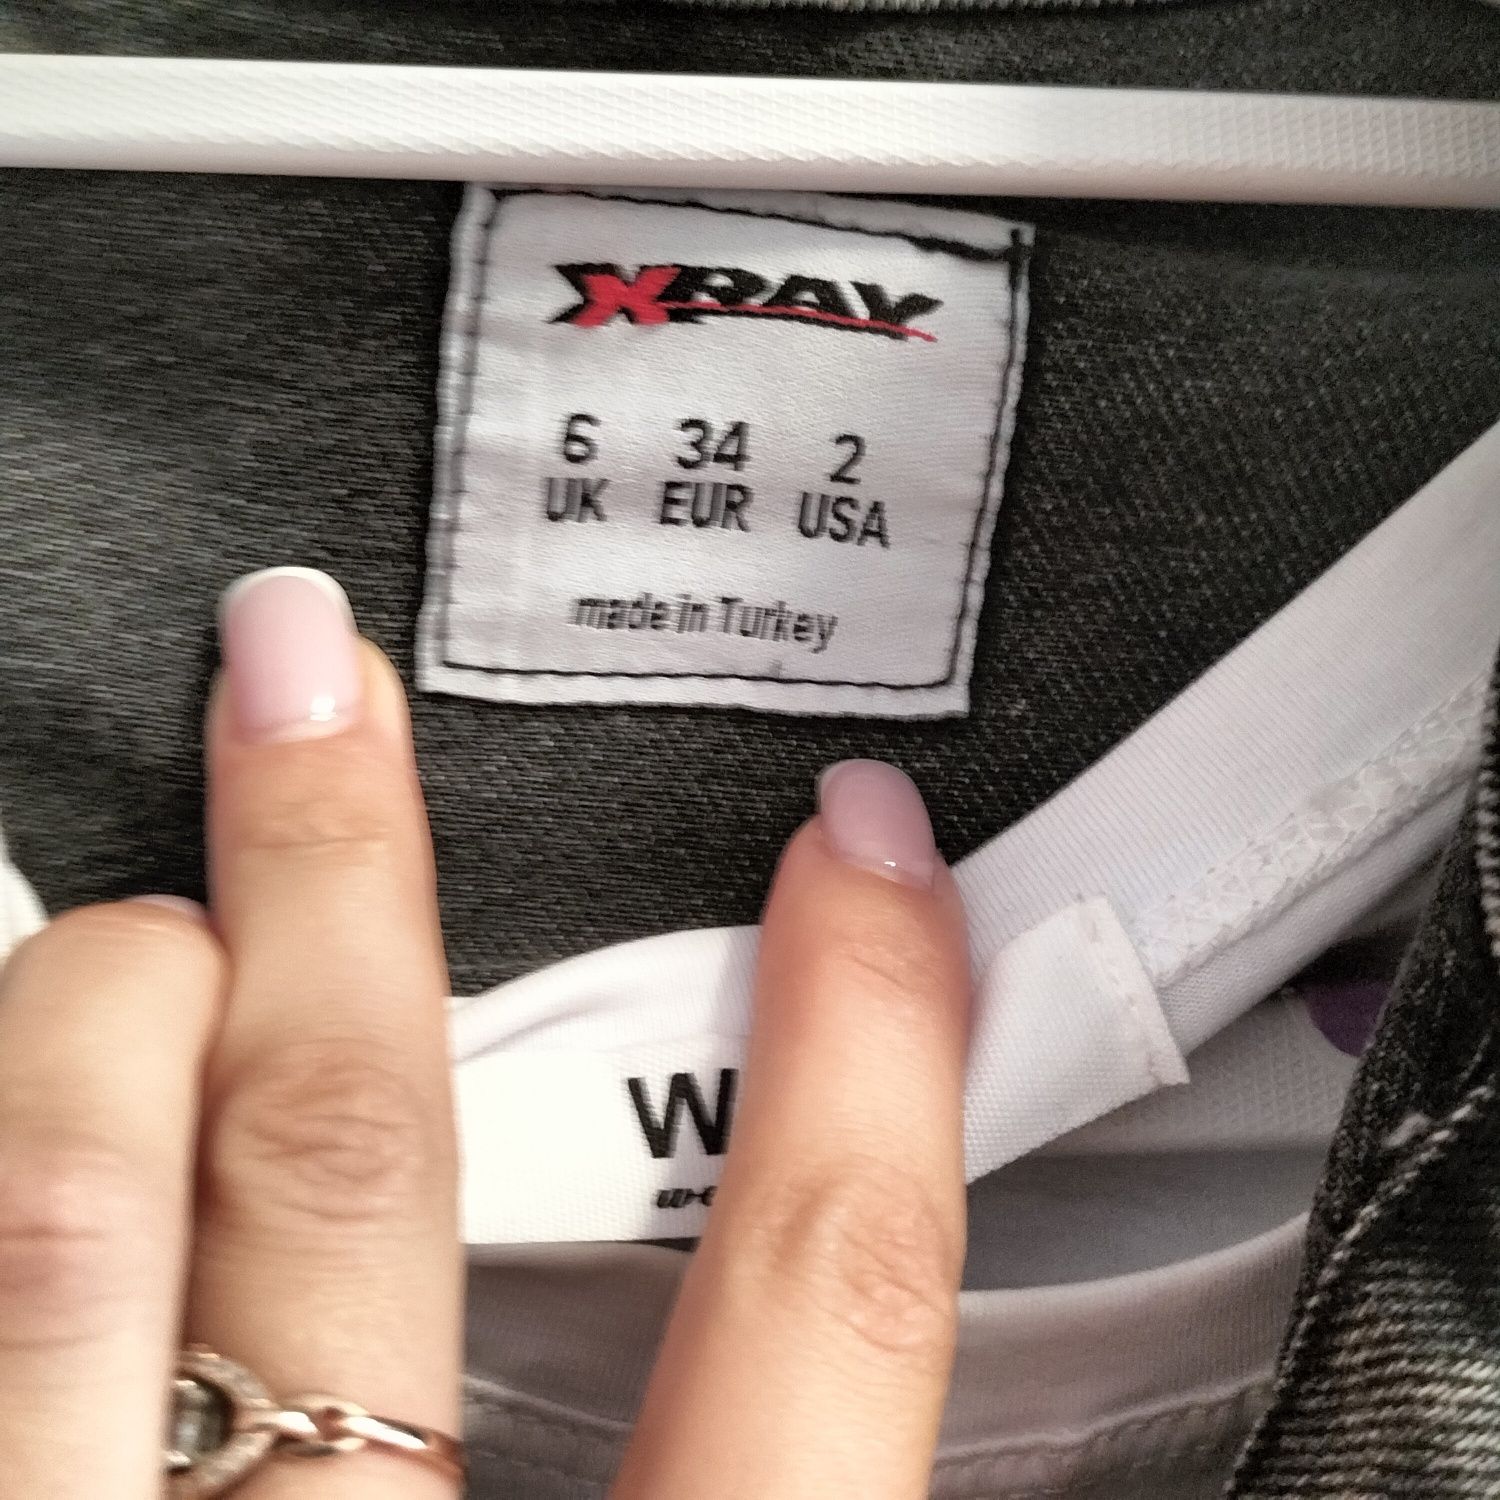 XRAY
6 34 2
UK EUR USA
made in Turkey
W